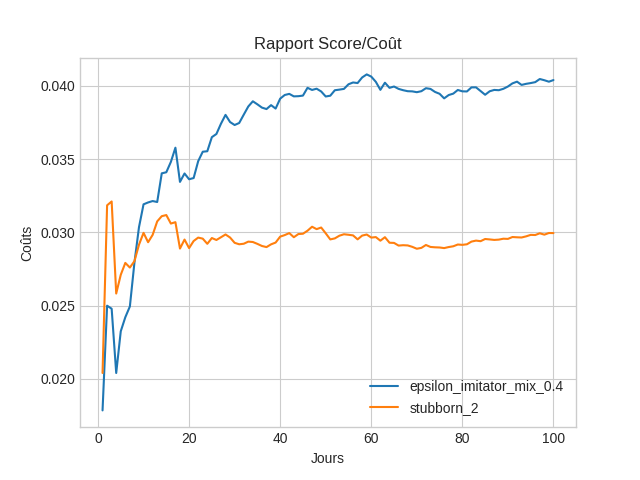 Rapport Score/Coût
Coûts
0.040
0.035
0.030
0.025
0.020
epsilon_imitator_mix_0.4
stubborn_2
0 20 40 60 80 100
Jours